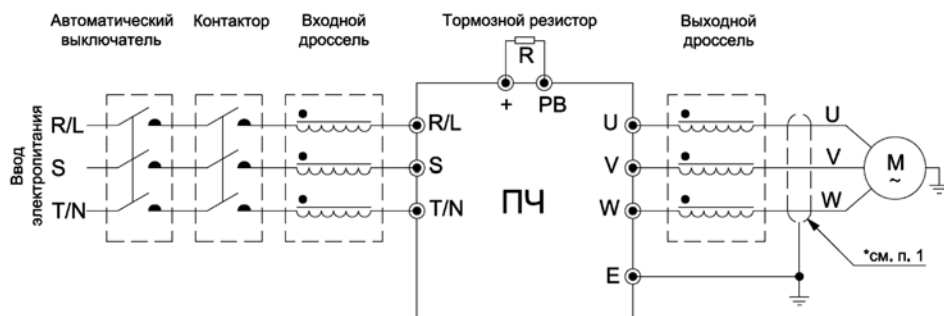 Автоматический выключатель
Контактор
Входной дроссель
Тормозной резистор
Выходной дроссель
R
+
PB
Ввод электропитания
R/L
S
T/N
R/L
S
T/N
ПЧ
U
V
W
E
U
V
W
M
~
*см. п. 1